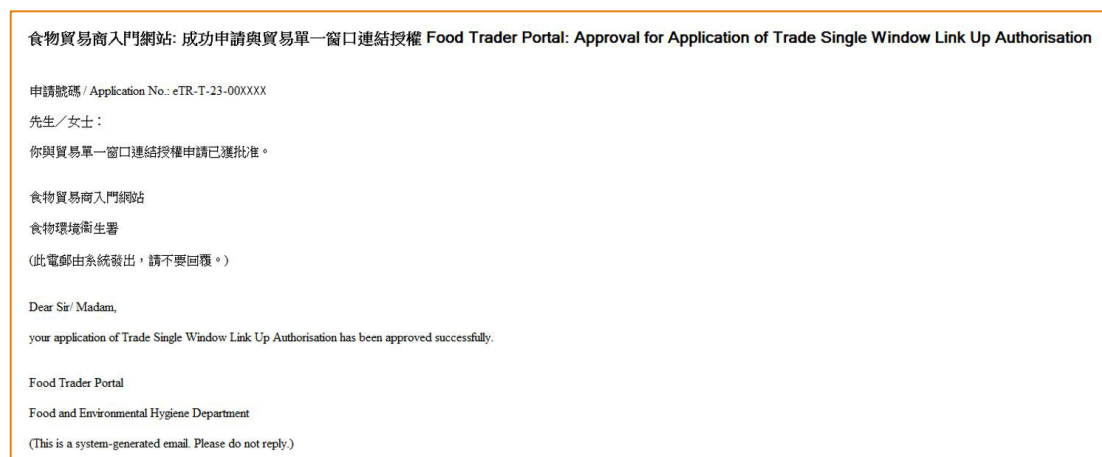 食物貿易商入門網站: 成功申請與貿易單一窗口連結授權 Food Trader Portal: Approval for Application of Trade Single Window Link Up Authorisation
申請號碼 / Application No.: eTR-T-23-00XXXX
先生／女士：
你與貿易單一窗口連結授權申請已獲批准。
食物貿易商入門網站
食物環境衞生署
(此電郵由系統發出，請不要回覆。)
Dear Sir/ Madam,
your application of Trade Single Window Link Up Authorisation has been approved successfully.
Food Trader Portal
Food and Environmental Hygiene Department
(This is a system-generated email. Please do not reply.)